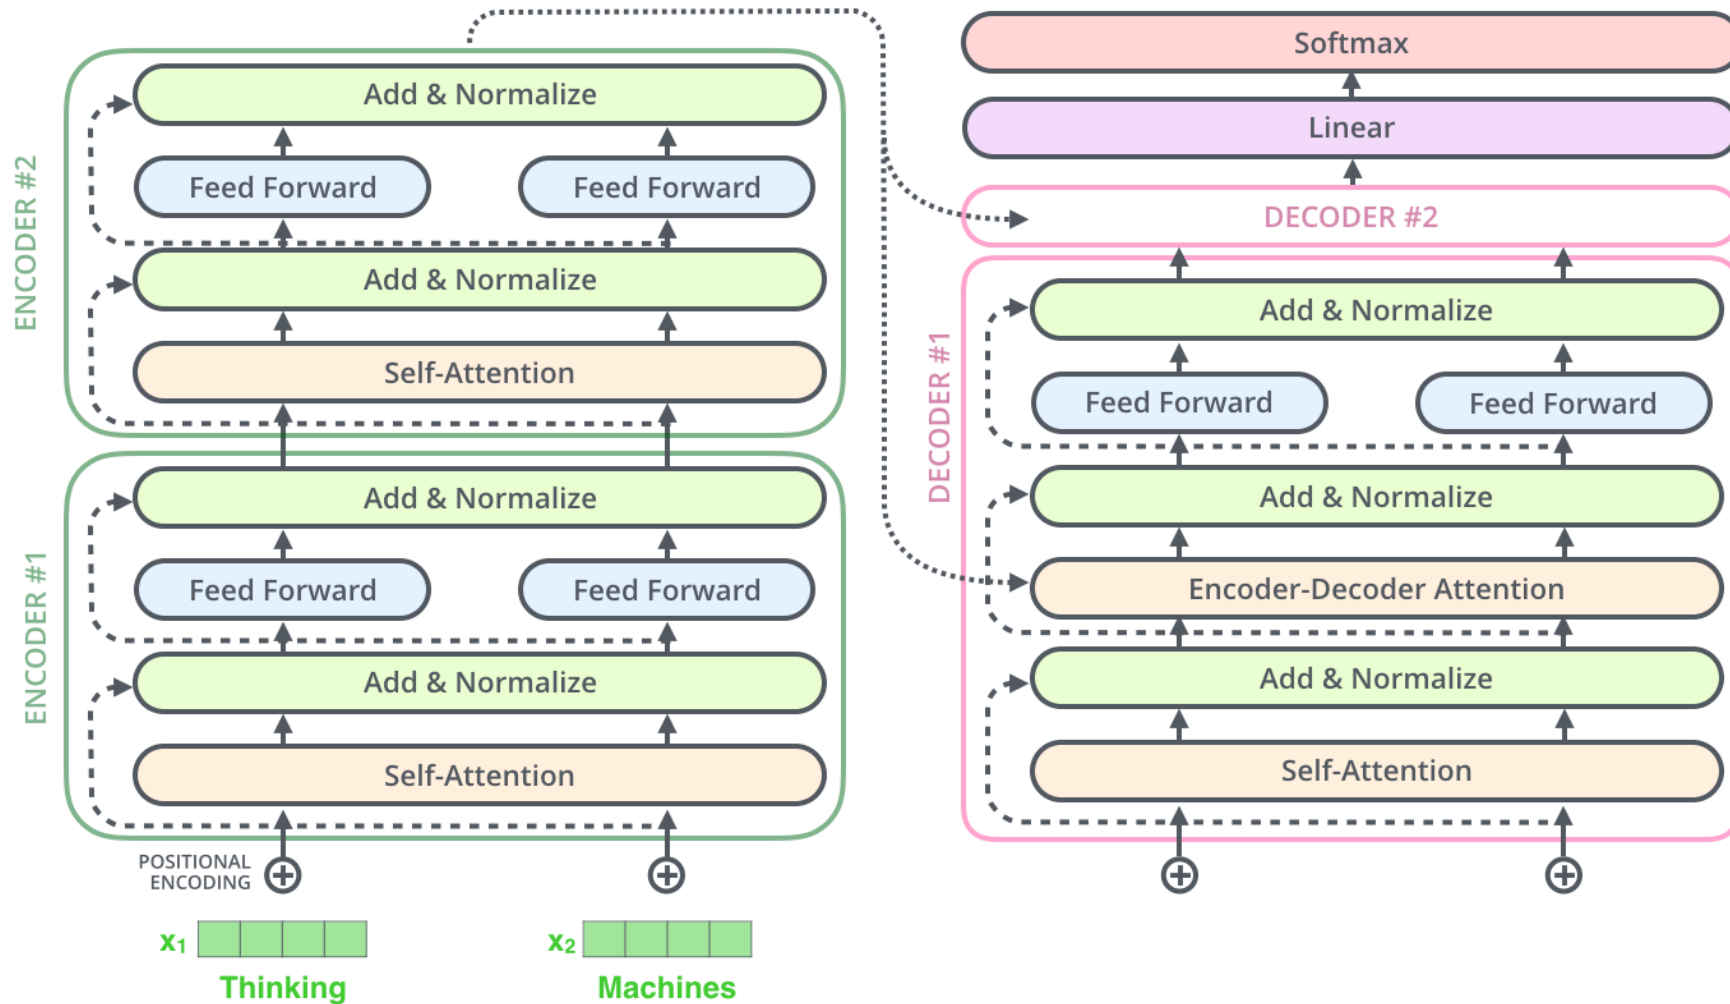 ENCODER #2
Add & Normalize
Feed Forward
Feed Forward
Add & Normalize
Self-Attention
ENCODER #1
Add & Normalize
Feed Forward
Feed Forward
Add & Normalize
Self-Attention
POSITIONAL
ENCODING
x1
x2
Thinking
Machines
Softmax
Linear
DECODER #2
DECODER #1
Add & Normalize
Feed Forward
Feed Forward
Add & Normalize
Encoder-Decoder Attention
Add & Normalize
Self-Attention